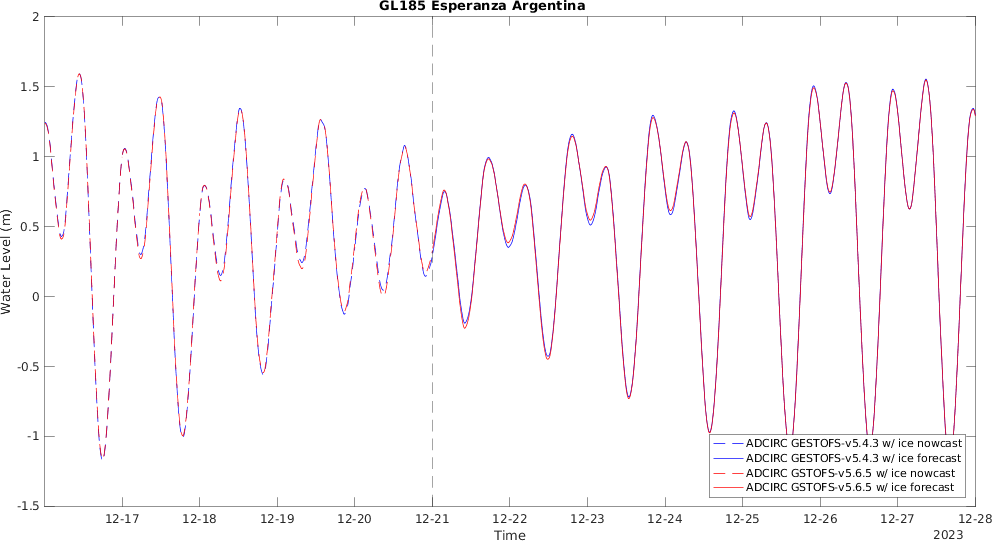 GL185 Esperanza Argentina
2
1.5
1
0.5
0
-0.5
-1
-1.5
Water Level (m)
ADCIRC GESTOFS-v5.4.3 w/ ice nowcast
ADCIRC GESTOFS-v5.4.3 w/ ice forecast
ADCIRC GSTOFS-v5.6.5 w/ ice nowcast
ADCIRC GSTOFS-v5.6.5 w/ ice forecast
12-17 12-18 12-19 12-20 12-21 12-22 12-23 12-24 12-25 12-26 12-27 12-28
Time
2023